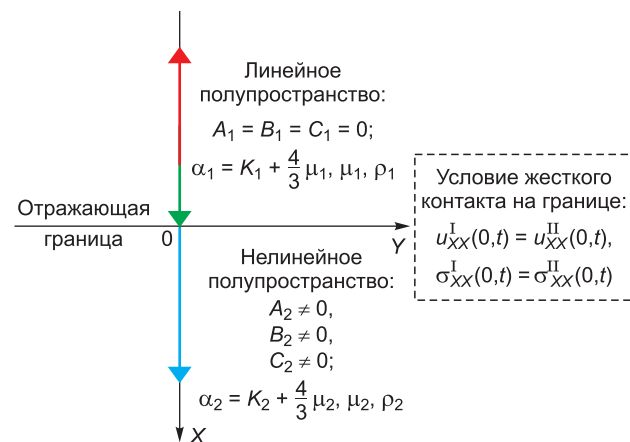 Линейное
полупространство:
A₁ = B₁ = C₁ = 0;
α₁ = K₁ + 4/3 μ₁, μ₁, ρ₁
Отражающая
граница
0
Y
Условие жесткого
контакта на границе:
u^I_XX(0,t) = u^II_XX(0,t),
σ^I_XX(0,t) = σ^II_XX(0,t)
Нелинейное
полупространство:
A₂ ≠ 0,
B₂ ≠ 0,
C₂ ≠ 0;
α₂ = K₂ + 4/3 μ₂, μ₂, ρ₂
X